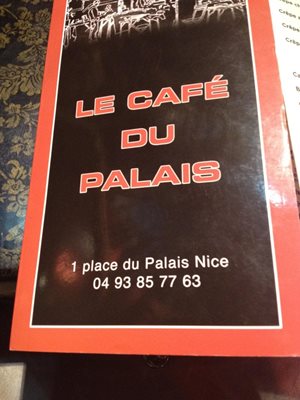 LE CAFÉ
DU
PALAIS
1 place du Palais Nice
04 93 85 77 63